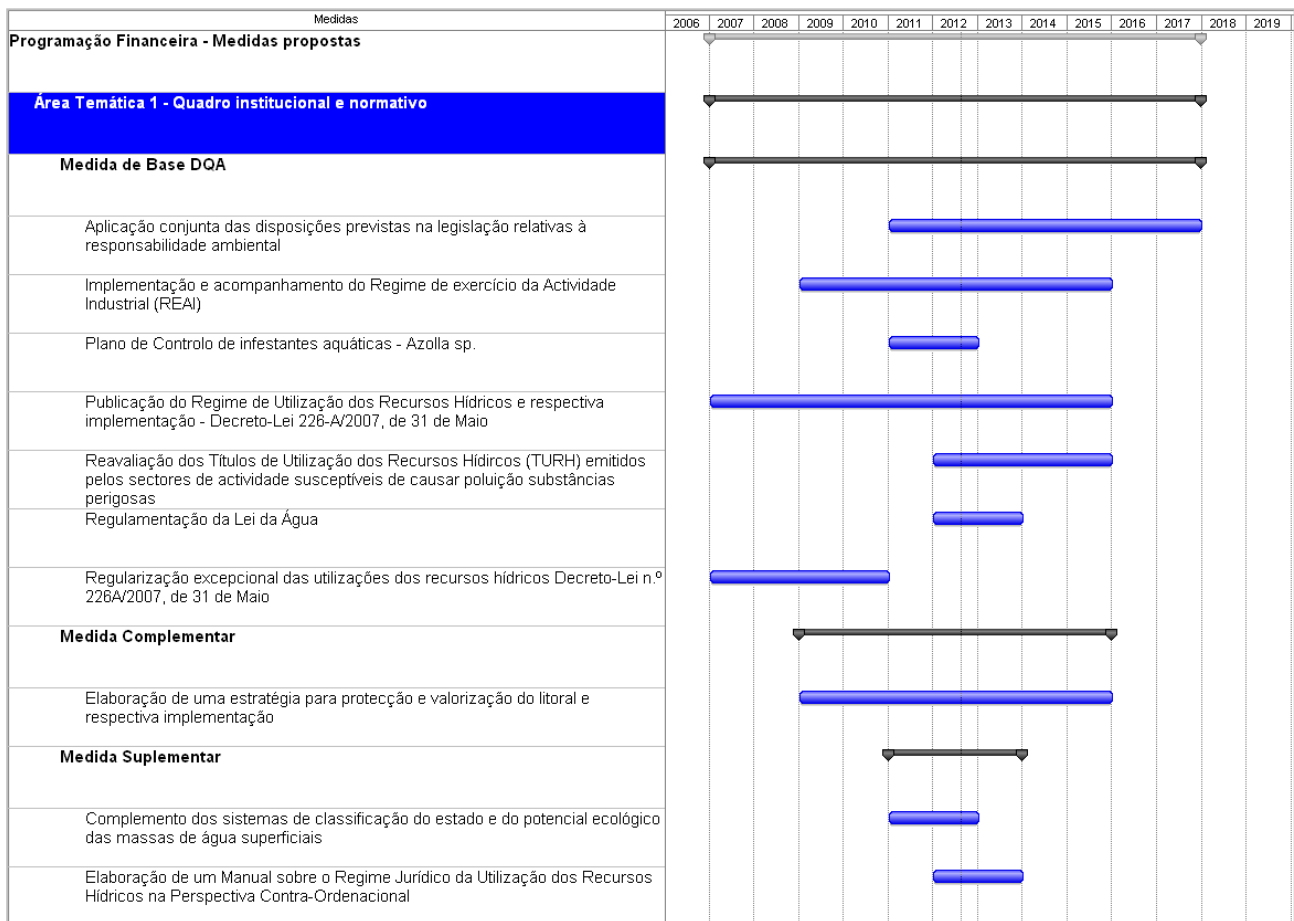 Medidas
2006 2007 2008 2009 2010 2011 2012 2013 2014 2015 2016 2017 2018 2019
Programação Financeira - Medidas propostas
Área Temática 1 - Quadro institucional e normativo
Medida de Base DQA
Aplicação conjunta das disposições previstas na legislação relativas à
responsabilidade ambiental
Implementação e acompanhamento do Regime de exercício da Actividade
Industrial (REAI)
Plano de Controlo de infestantes aquáticas - Azolla sp.
Publicação do Regime de Utilização dos Recursos Hídricos e respectiva
implementação - Decreto-Lei 226-A/2007, de 31 de Maio
Reavaliação dos Títulos de Utilização dos Recursos Hídircos (TURH) emitidos
pelos sectores de actividade susceptíveis de causar poluição substâncias
perigosas
Regulamentação da Lei da Água
Regularização excepcional das utilizações dos recursos hídricos Decreto-Lei n.º
226A/2007, de 31 de Maio
Medida Complementar
Elaboração de uma estratégia para protecção e valorização do litoral e
respectiva implementação
Medida Suplementar
Complemento dos sistemas de classificação do estado e do potencial ecológico
das massas de água superficiais
Elaboração de um Manual sobre o Regime Jurídico da Utilização dos Recursos
Hídricos na Perspectiva Contra-Ordenacional